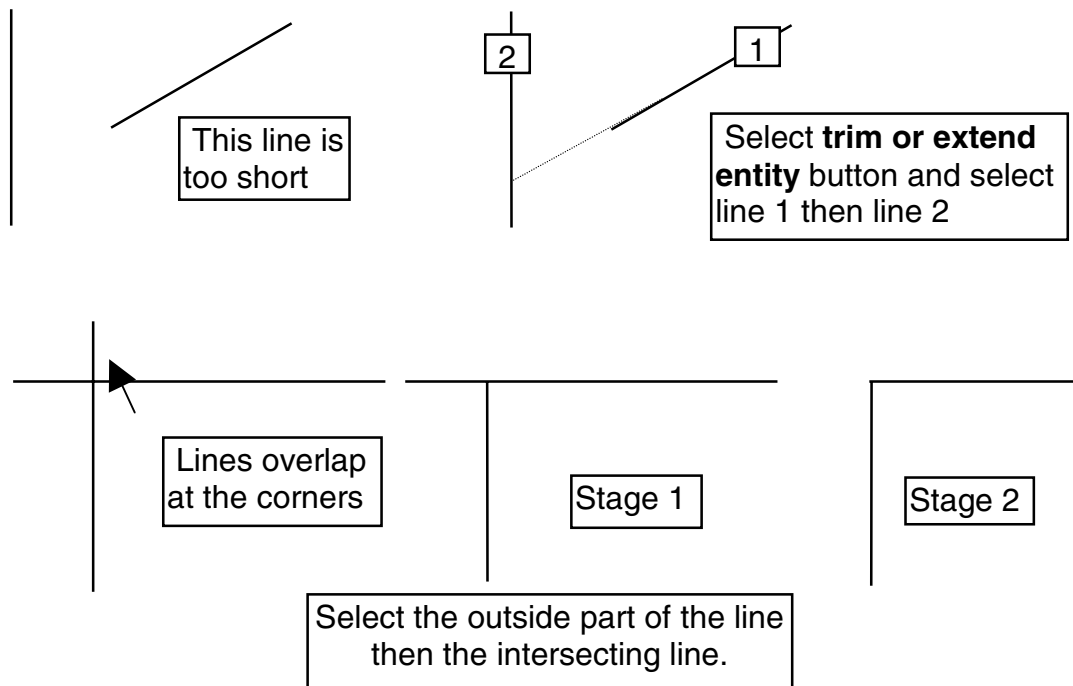 2
1
This line is
too short
Select trim or extend
entity button and select
line 1 then line 2
Lines overlap
at the corners
Stage 1
Stage 2
Select the outside part of the line
then the intersecting line.